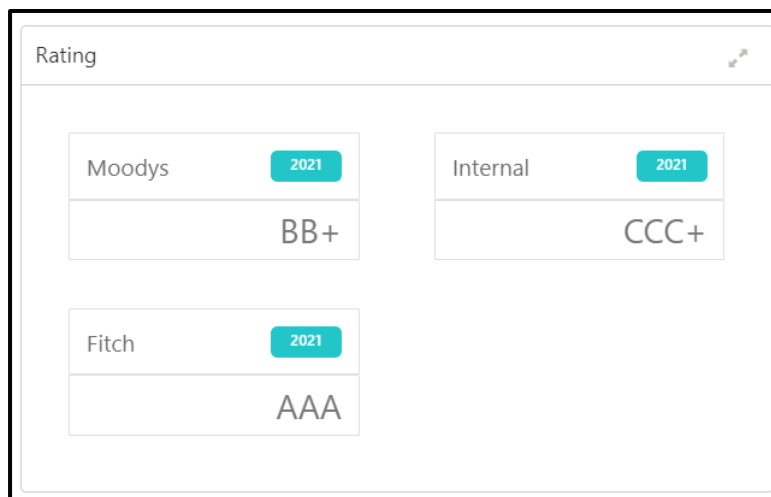 Rating
Moodys 2021
BB+
Internal 2021
CCC+
Fitch 2021
AAA